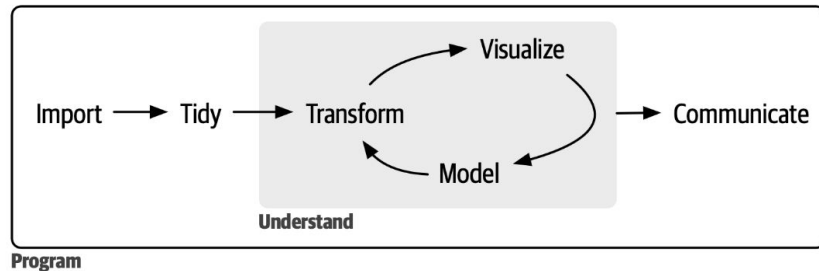 Visualize
Import
Tidy
Transform
Communicate
Model
Understand
Program